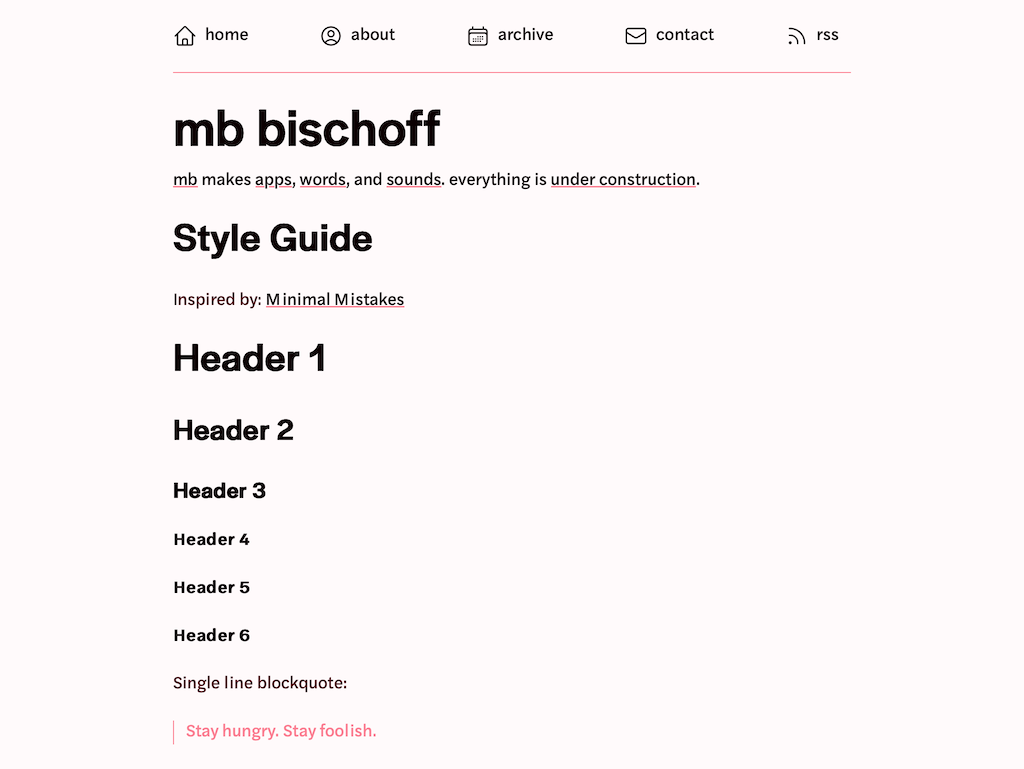 home about archive contact rss
mb bischoff
mb makes apps, words, and sounds. everything is under construction.
Style Guide
Inspired by: Minimal Mistakes
Header 1
Header 2
Header 3
Header 4
Header 5
Header 6
Single line blockquote:
Stay hungry. Stay foolish.